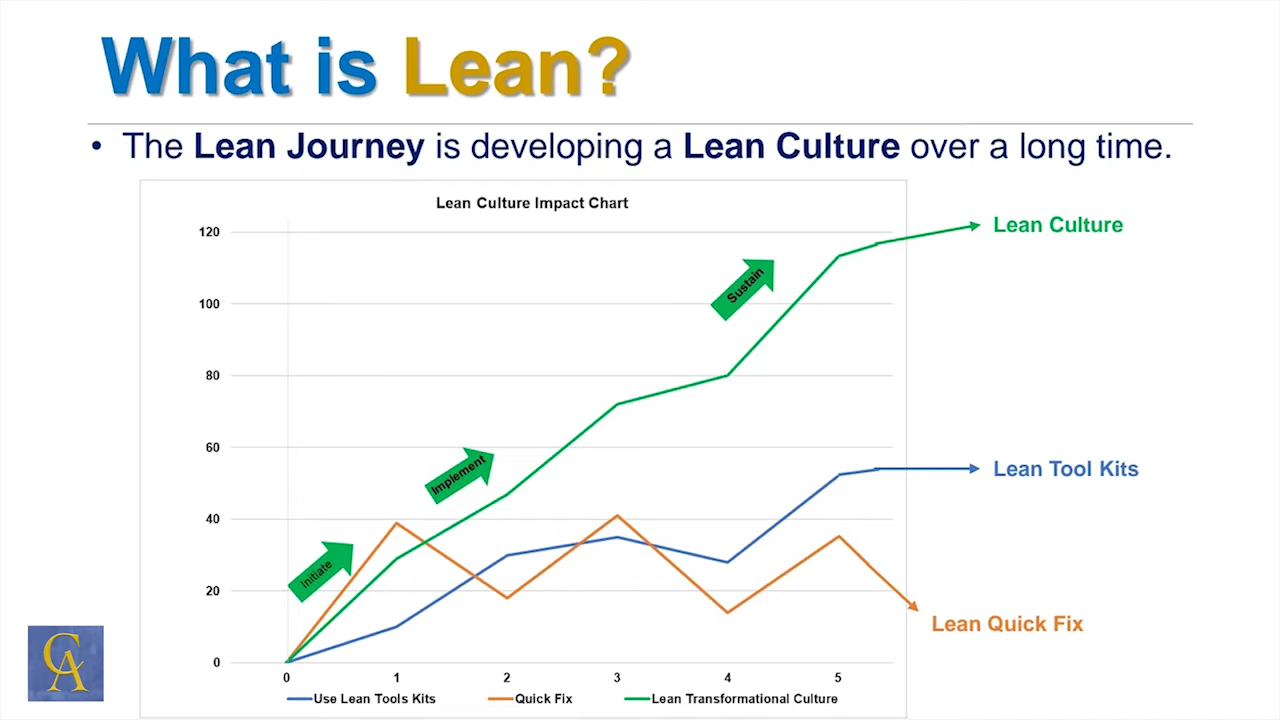 What is Lean?
• The Lean Journey is developing a Lean Culture over a long time.
Lean Culture Impact Chart
120
100
80
60
40
20
0
0 1 2 3 4 5
Initiate
Implement
Sustain
Lean Culture
Lean Tool Kits
Lean Quick Fix
Use Lean Tools Kits Quick Fix Lean Transformational Culture
CA